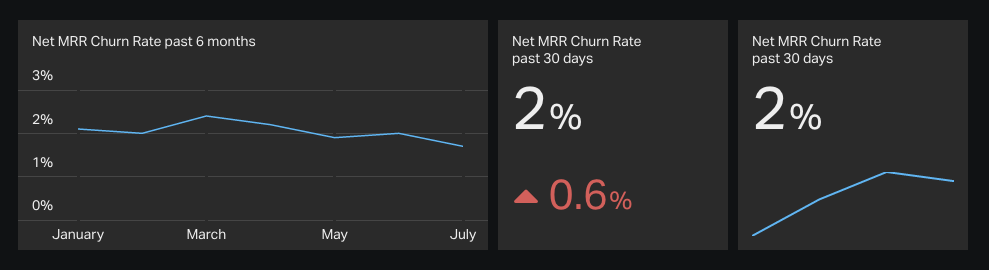 Net MRR Churn Rate past 6 months
3%
2%
1%
0%
January March May July
Net MRR Churn Rate
past 30 days
2%
0.6%
Net MRR Churn Rate
past 30 days
2%